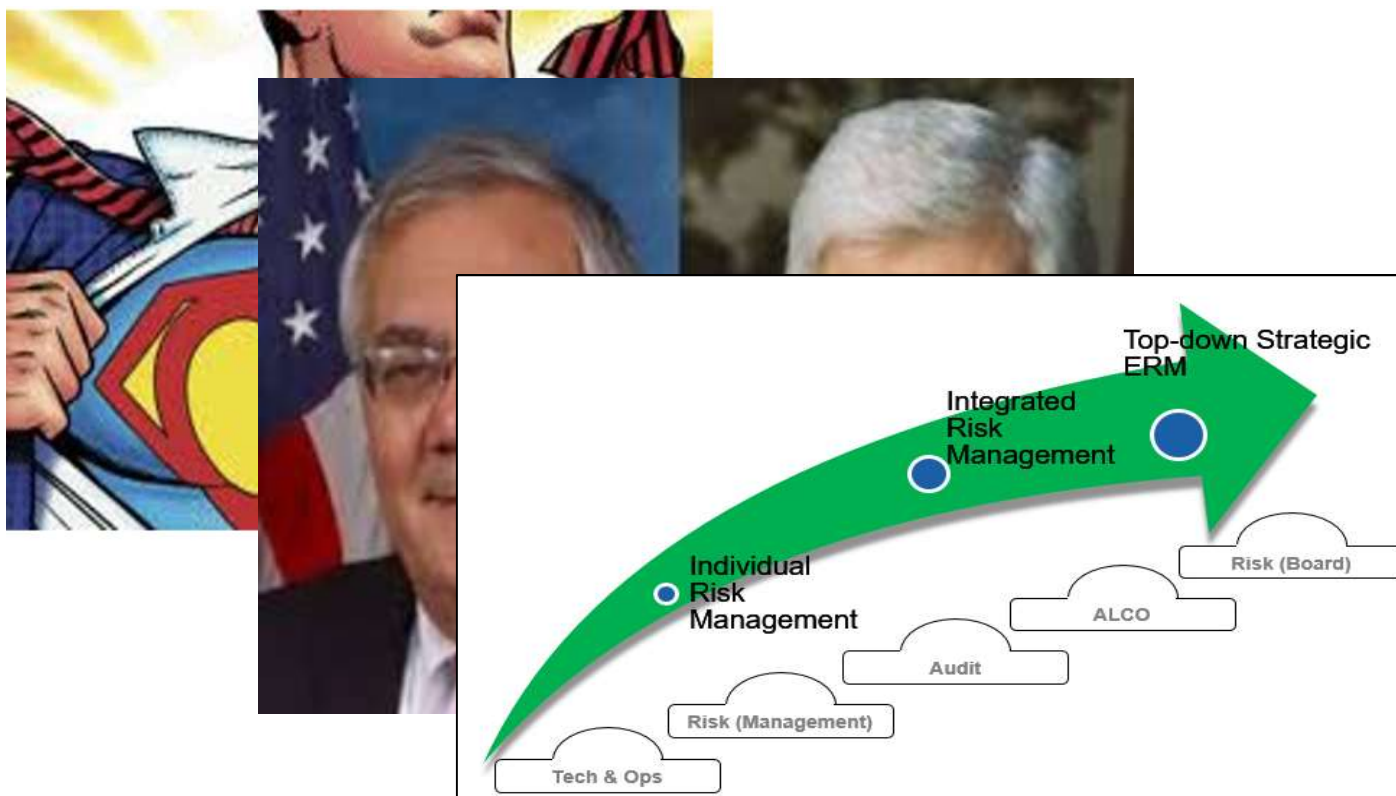 Top-down Strategic
ERM
Integrated
Risk
Management
Individual
Risk
Management
Risk (Board)
ALCO
Audit
Risk (Management)
Tech & Ops